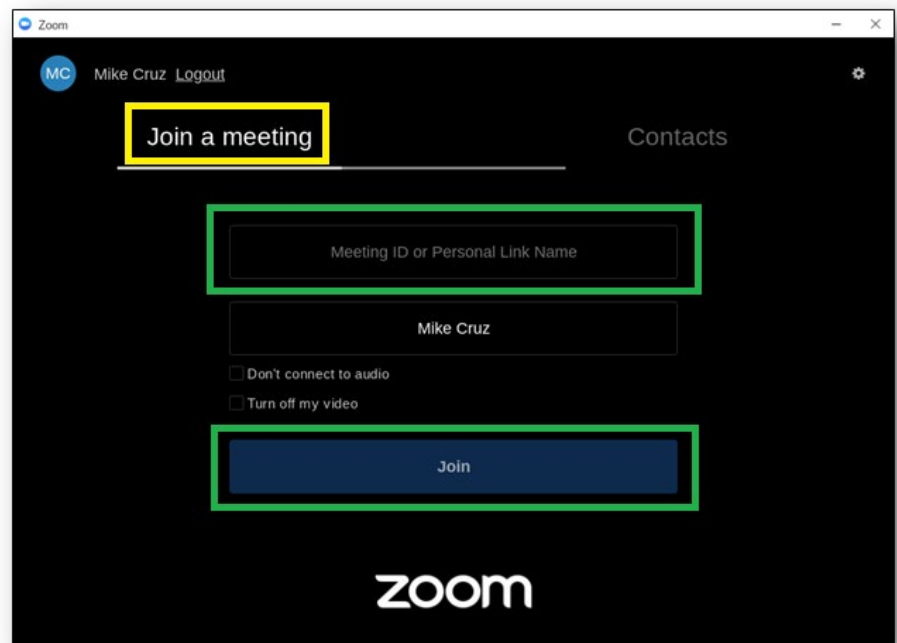 Zoom
MC Mike Cruz Logout
Join a meeting Contacts
Meeting ID or Personal Link Name
Mike Cruz
Don't connect to audio
Turn off my video
Join
zoom